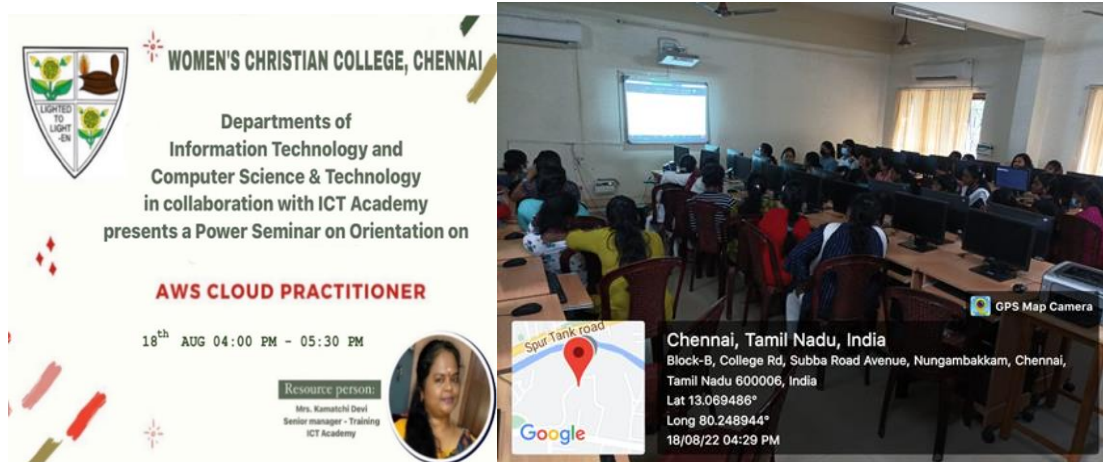 LIGHTED
TO
LIGHT
-EN
WOMEN'S CHRISTIAN COLLEGE, CHENNAI
Departments of
Information Technology and
Computer Science & Technology
in collaboration with ICT Academy
presents a Power Seminar on Orientation on
AWS CLOUD PRACTITIONER
18th AUG 04:00 PM - 05:30 PM
Resource person:
Mrs. Kamatchi Devi
Senior manager - Training
ICT Academy
GPS Map Camera
Spur Tank road
Google
Chennai, Tamil Nadu, India
Block-B, College Rd, Subba Road Avenue, Nungambakkam, Chennai,
Tamil Nadu 600006, India
Lat 13.069486°
Long 80.248944°
18/08/22 04:29 PM